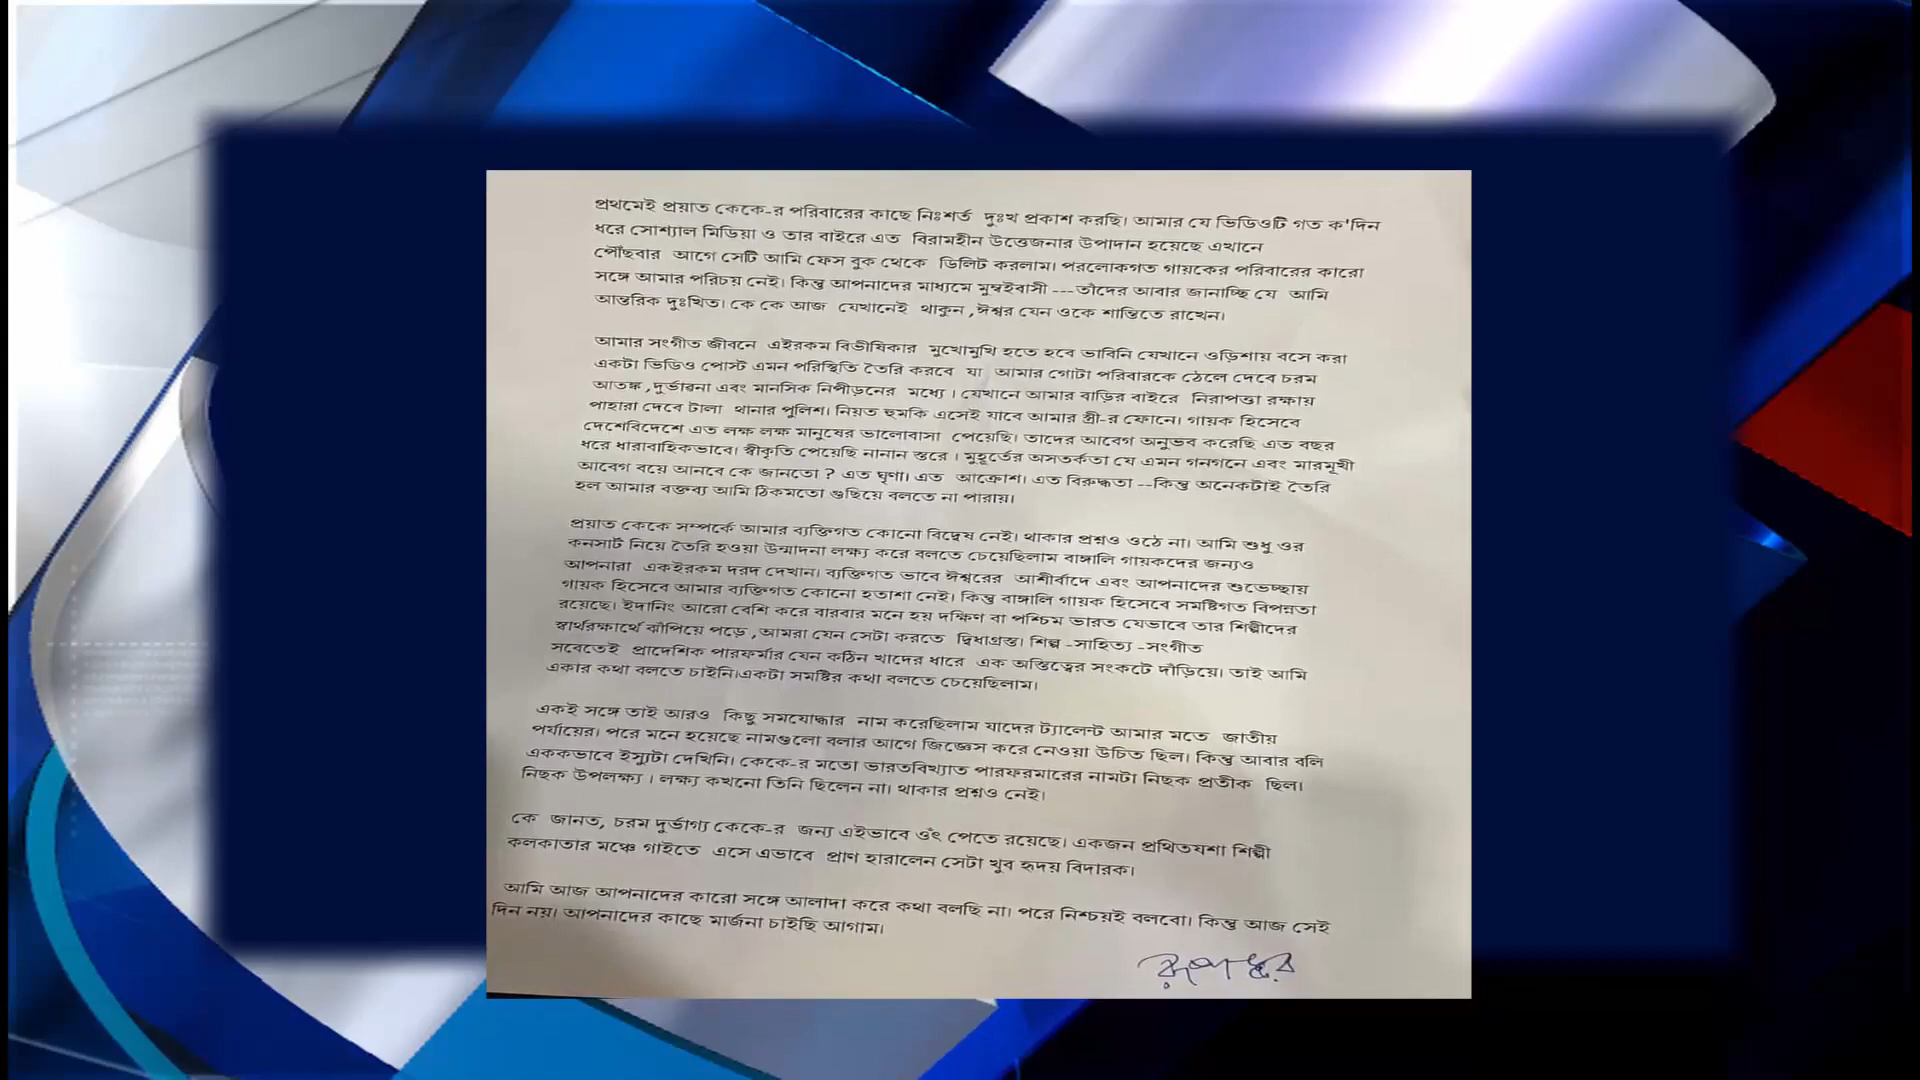 প্রথমেই প্রয়াত কেকে-র পরিবারের কাছে নিঃশর্ত দুঃখ প্রকাশ করছি। আমার যে ভিডিওটি গত ক'দিন
ধরে সোশ্যাল মিডিয়া ও তার বাইরে এত বিরামহীন উত্তেজনার উপাদান হয়েছে এখানে
পৌঁছবার আগে সেটি আমি ফেস বুক থেকে ডিলিট করলাম। পরলোকগত গায়কের পরিবারের কারো
সঙ্গে আমার পরিচয় নেই। কিন্তু আপনাদের মাধ্যমে মুম্বইবাসী ---তাঁদের আবার জানাচ্ছি যে আমি
আন্তরিক দুঃখিত। কে কে আজ যেখানেই থাকুন ,ঈশ্বর যেন ওকে শান্তিতে রাখেন।
আমার সংগীত জীবনে এইরকম বিভীষিকার মুখোমুখি হতে হবে ভাবিনি যেখানে ওড়িশায় বসে করা
একটা ভিডিও পোস্ট এমন পরিস্থিতি তৈরি করবে যা আমার গোটা পরিবারকে ঠেলে দেবে চরম
আতঙ্ক ,দুর্ভাবনা এবং মানসিক নিপীড়নের মধ্যে । যেখানে আমার বাড়ির বাইরে নিরাপত্তা রক্ষায়
পাহারা দেবে টালা থানার পুলিশ। নিয়ত হুমকি এসেই যাবে আমার স্ত্রী-র ফোনে। গায়ক হিসেবে
দেশেবিদেশে এত লক্ষ লক্ষ মানুষের ভালোবাসা পেয়েছি। তাদের আবেগ অনুভব করেছি এত বছর
ধরে ধারাবাহিকভাবে। স্বীকৃতি পেয়েছি নানান স্তরে । মুহূর্তের অসতর্কতা যে এমন গনগনে এবং মারমূখী
আবেগ বয়ে আনবে কে জানতো ? এত ঘৃণা। এত আক্রোশ। এত বিরুদ্ধতা --কিন্তু অনেকটাই তৈরি
হল আমার বক্তব্য আমি ঠিকমতো গুছিয়ে বলতে না পারায়।
প্রয়াত কেকে সম্পর্কে আমার ব্যক্তিগত কোনো বিদ্বেষ নেই। থাকার প্রশ্নও ওঠে না। আমি শুধু ওর
কনসার্ট নিয়ে তৈরি হওয়া উন্মাদনা লক্ষ্য করে বলতে চেয়েছিলাম বাঙ্গালি গায়কদের জন্যও
আপনারা একইরকম দরদ দেখান। ব্যক্তিগত ভাবে ঈশ্বরের আশীর্বাদে এবং আপনাদের শুভেচ্ছায়
গায়ক হিসেবে আমার ব্যক্তিগত কোনো হতাশা নেই। কিন্তু বাঙ্গালি গায়ক হিসেবে সমষ্টিগত বিপন্নতা
রয়েছে। ইদানিং আরো বেশি করে বারবার মনে হয় দক্ষিণ বা পশ্চিম ভারত যেভাবে তার শিল্পীদের
স্বার্থরক্ষার্থে ঝাঁপিয়ে পড়ে ,আমরা যেন সেটা করতে দ্বিধাগ্রস্ত। শিল্প -সাহিত্য -সংগীত
সবেতেই প্রাদেশিক পারফর্মার যেন কঠিন খাদের ধারে এক অস্তিত্বের সংকটে দাঁড়িয়ে। তাই আমি
একার কথা বলতে চাইনি।একটা সমষ্টির কথা বলতে চেয়েছিলাম।
একই সঙ্গে তাই আরও কিছু সমযোদ্ধার নাম করেছিলাম যাদের ট্যালেন্ট আমার মতে জাতীয়
পর্যায়ের। পরে মনে হয়েছে নামগুলো বলার আগে জিজ্ঞেস করে নেওয়া উচিত ছিল। কিন্তু আবার বলি
এককভাবে ইস্যুটা দেখিনি। কেকে-র মতো ভারতবিখ্যাত পারফরমারের নামটা নিছক প্রতীক ছিল।
নিছক উপলক্ষ্য । লক্ষ্য কখনো তিনি ছিলেন না। থাকার প্রশ্নও নেই।
কে জানত, চরম দুর্ভাগ্য কেকে-র জন্য এইভাবে ওঁৎ পেতে রয়েছে। একজন প্রথিতযশা শিল্পী
কলকাতার মঞ্চে গাইতে এসে এভাবে প্রাণ হারালেন সেটা খুব হৃদয় বিদারক।
আমি আজ আপনাদের কারো সঙ্গে আলাদা করে কথা বলছি না। পরে নিশ্চয়ই বলবো। কিন্তু আজ সেই
দিন নয়। আপনাদের কাছে মার্জনা চাইছি আগাম।